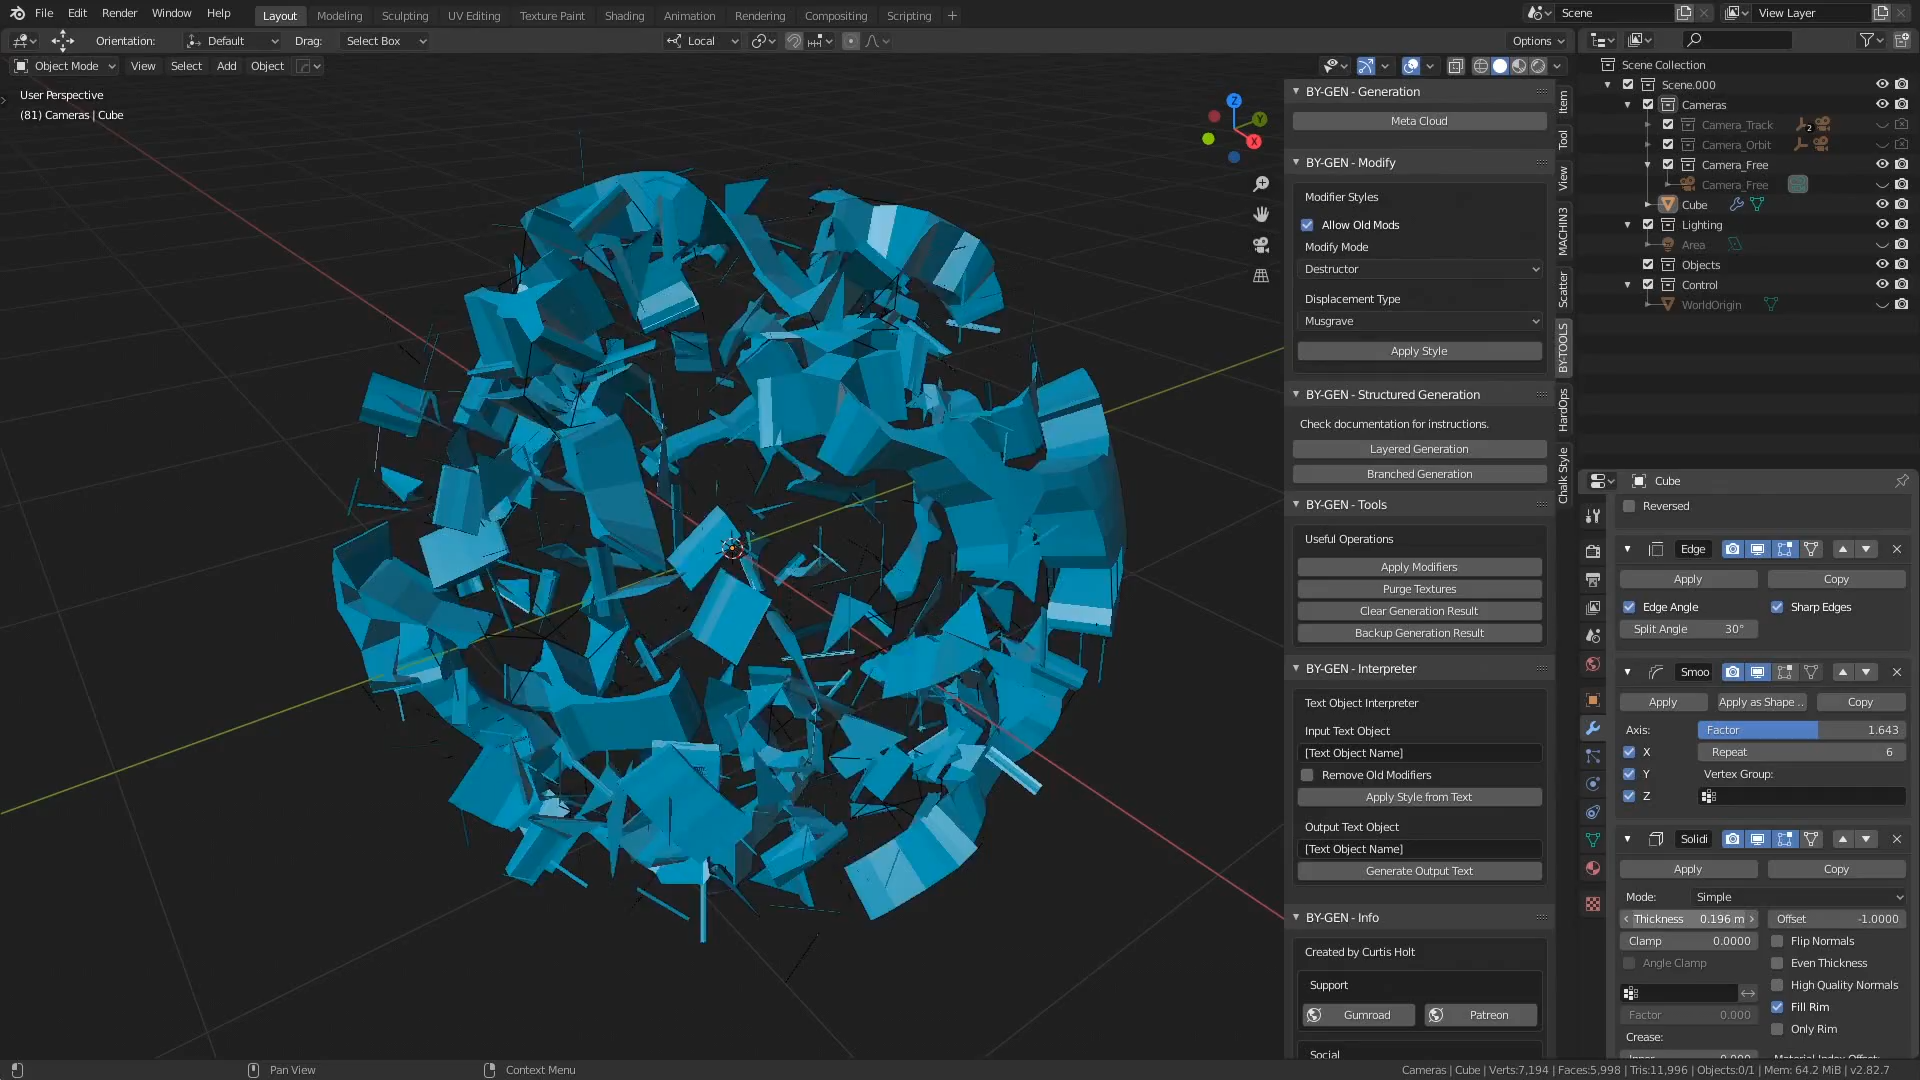 File Edit Render Window Help
Layout Modeling Sculpting UV Editing Texture Paint Shading Animation Rendering Compositing Scripting +
Scene
View Layer
Orientation: Default Drag: Select Box
Local
Options
Object Mode View Select Add Object
User Perspective
(81) Cameras | Cube
Z
Y
X
BY-GEN - Generation
Meta Cloud
BY-GEN - Modify
Modifier Styles
Allow Old Mods
Modify Mode
Destructor
Displacement Type
Musgrave
Apply Style
BY-GEN - Structured Generation
Check documentation for instructions.
Layered Generation
Branched Generation
BY-GEN - Tools
Useful Operations
Apply Modifiers
Purge Textures
Clear Generation Result
Backup Generation Result
BY-GEN - Interpreter
Text Object Interpreter
Input Text Object
[Text Object Name]
Remove Old Modifiers
Apply Style from Text
Output Text Object
[Text Object Name]
Generate Output Text
BY-GEN - Info
Created by Curtis Holt
Support
Gumroad Patreon
Social
Item
Tool
View
MACHIN3
Scatter
BY-TOOLS
HardOps
Chalk Style
Scene Collection
Scene.000
Cameras
Camera_Track 2
Camera_Orbit
Camera_Free
Camera_Free
Cube
Lighting
Area
Objects
Control
WorldOrigin
Cube
Reversed
Edge
Apply Copy
Edge Angle Sharp Edges
Split Angle 30°
Smoo
Apply Apply as Shape .. Copy
Axis: Factor 1.643
X Repeat 6
Y Vertex Group:
Z
Solidi
Apply Copy
Mode: Simple
Thickness 0.196 m Offset -1.0000
Clamp 0.0000 Flip Normals
Angle Clamp Even Thickness
High Quality Normals
Fill Rim
Factor 0.000
Only Rim
Crease:
Inner 0.000 Material Index Offset:
Pan View
Context Menu
Cameras | Cube | Verts:7,194 | Faces:5,998 | Tris:11,996 | Objects:0/1 | Mem: 64.2 MiB | v2.82.7